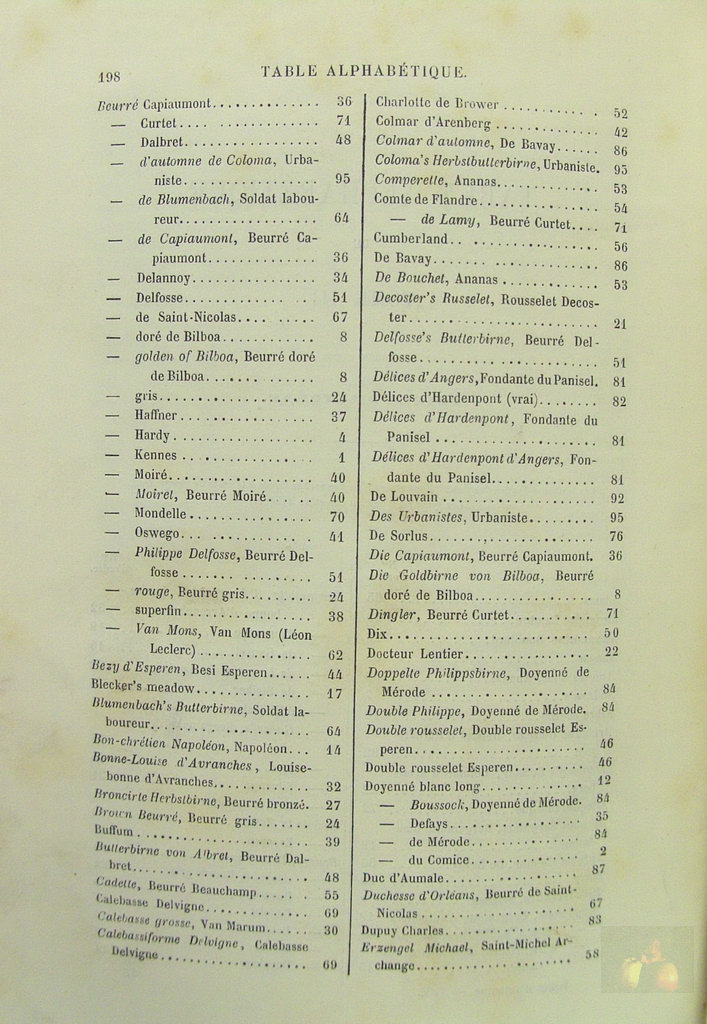 198
TABLE ALPHABÉTIQUE.
Beurré Capiaumont.............. 36
— Curtet.................. 71
— Dalbret................. 48
— d'automne de Coloma, Urba-
niste.................. 95
— de Blumenbach, Soldat labou-
reur.................. 64
— de Capiaumont, Beurré Ca-
piaumont.............. 36
— Delannoy................ 34
— Delfosse................ 51
— de Saint-Nicolas.... ..... 67
— doré de Bilboa............ 8
— golden of Bilboa, Beurré doré
de Bilboa.............. 8
— gris..................... 24
— Haffner.................. 37
— Hardy................... 4
— Kennes .................. 1
— Moiré................... 40
— Moiret, Beurré Moiré...... 40
— Mondelle................ 70
— Oswego.................. 41
— Philippe Delfosse, Beurré Del-
fosse ................. 51
— rouge, Beurré gris......... 24
— superfin................. 38
— Van Mons, Van Mons (Léon
Leclerc) ............... 62
Bezy d'Esperen, Besi Esperen...... 44
Blecker's meadow............... 17
Blumenbach's Butterbirne, Soldat la-
boureur.................. 64
Bon-chrétien Napoléon, Napoléon... 14
Bonne-Louise d'Avranches, Louise-
bonne d'Avranches............. 32
Broncirte Herbstbirne, Beurré bronzé. 27
Brown Beurré, Beurré gris....... 24
Buffum ...................... 39
Butterbirne von Albret, Beurré Dal-
bret...................... 48
Cadette, Beurré Beauchamp...... 55
Calebasse Delvigne............. 69
Calebasse grosse, Van Marum..... 30
Calebassiforme Delvigne, Calebasse
Delvigne.................. 69
Charlotte de Brower ............. 52
Colmar d'Arenberg .............. 42
Colmar d'automne, De Bavay...... 86
Coloma's Herbstbutterbirne, Urbaniste. 95
Comperette, Ananas.............. 53
Comte de Flandre................ 54
— de Lamy, Beurré Curtet.... 71
Cumberland.. ................. 56
De Bavay...................... 86
De Bouchet, Ananas ............. 53
Decoster's Russelet, Rousselet Decos-
ter......................... 21
Delfosse's Butterbirne, Beurré Del-
fosse........................ 51
Délices d'Angers, Fondante du Panisel. 81
Délices d'Hardenpont (vrai)........ 82
Délices d'Hardenpont, Fondante du
Panisel ..................... 81
Délices d'Hardenpont d'Angers, Fon-
dante du Panisel.............. 81
De Louvain .................... 92
Des Urbanistes, Urbaniste......... 95
De Sorlus...................... 76
Die Capiaumont, Beurré Capiaumont. 36
Die Goldbirne von Bilboa, Beurré
doré de Bilboa................ 8
Dingler, Beurré Curtet........... 71
Dix........................... 50
Docteur Lentier................. 22
Doppelte Philippsbirne, Doyenné de
Mérode ..................... 84
Double Philippe, Doyenné de Mérode. 84
Double rousselet, Double rousselet Es-
peren....................... 46
Double rousselet Esperen.......... 46
Doyenné blanc long.............. 12
— Boussock, Doyenné de Mérode. 84
— Defays.................. 35
— de Mérode............... 84
— du Comice............... 2
Duc d'Aumale.................. 87
Duchesse d'Orléans, Beurré de Saint-
Nicolas ..................... 67
Dupuy Charles.................. 83
Erzengel Michael, Saint-Michel Ar-
change...................... 58